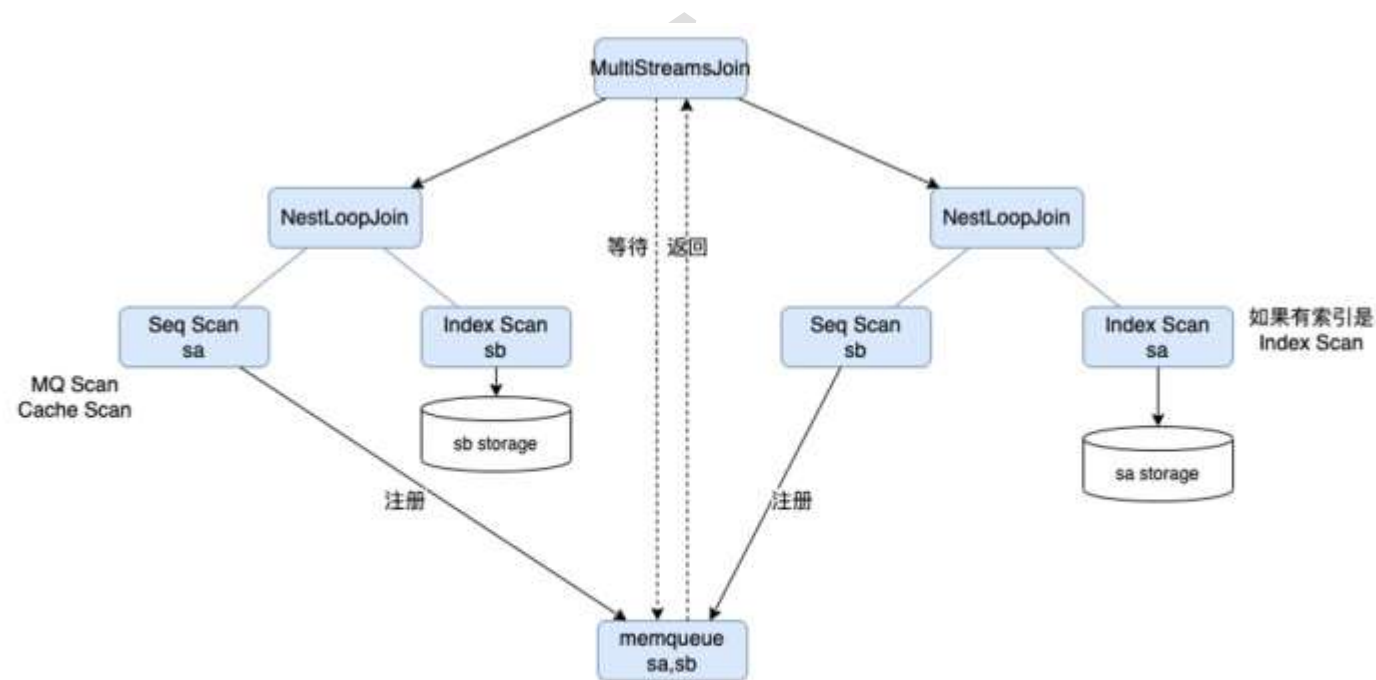 MultiStreamsJoin
NestLoopJoin
NestLoopJoin
等待
返回
Seq Scan
sa
Index Scan
sb
Seq Scan
sb
Index Scan
sa
如果有索引是
Index Scan
MQ Scan
Cache Scan
sb storage
sa storage
注册
注册
memqueue
sa,sb